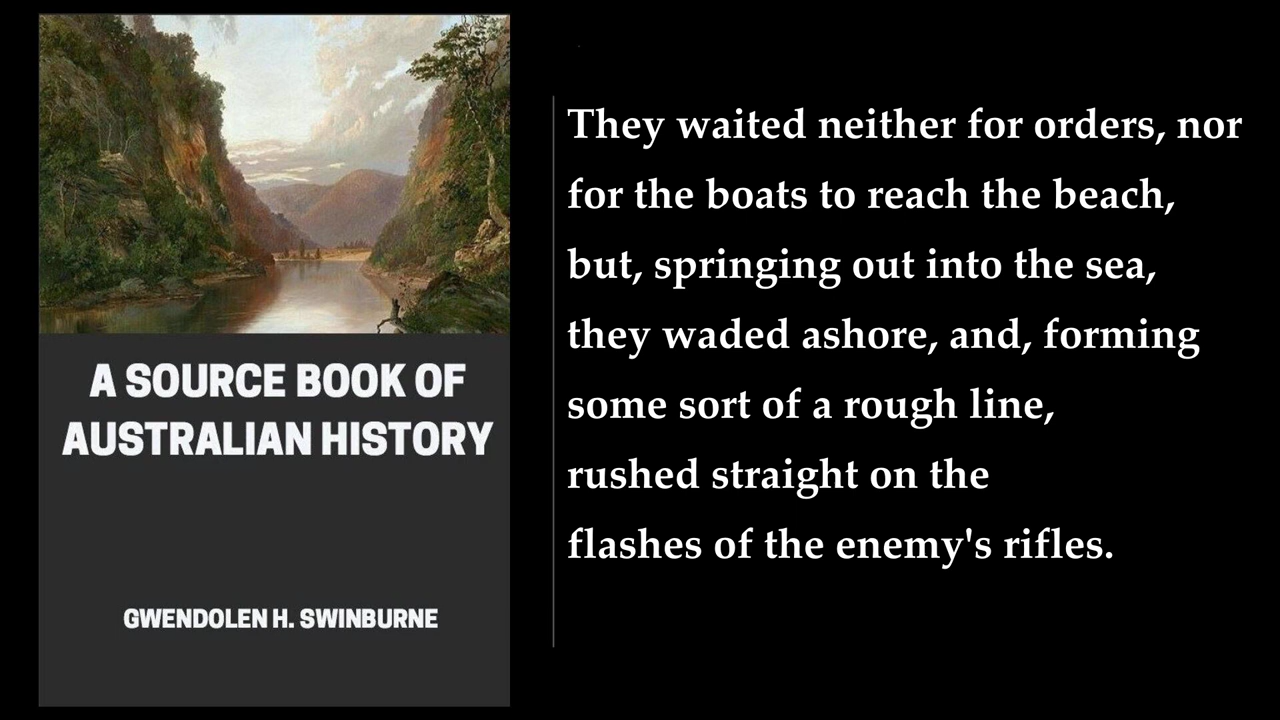 A SOURCE BOOK OF
AUSTRALIAN HISTORY
GWENDOLEN H. SWINBURNE
They waited neither for orders, nor
for the boats to reach the beach,
but, springing out into the sea,
they waded ashore, and, forming
some sort of a rough line,
rushed straight on the
flashes of the enemy's rifles.